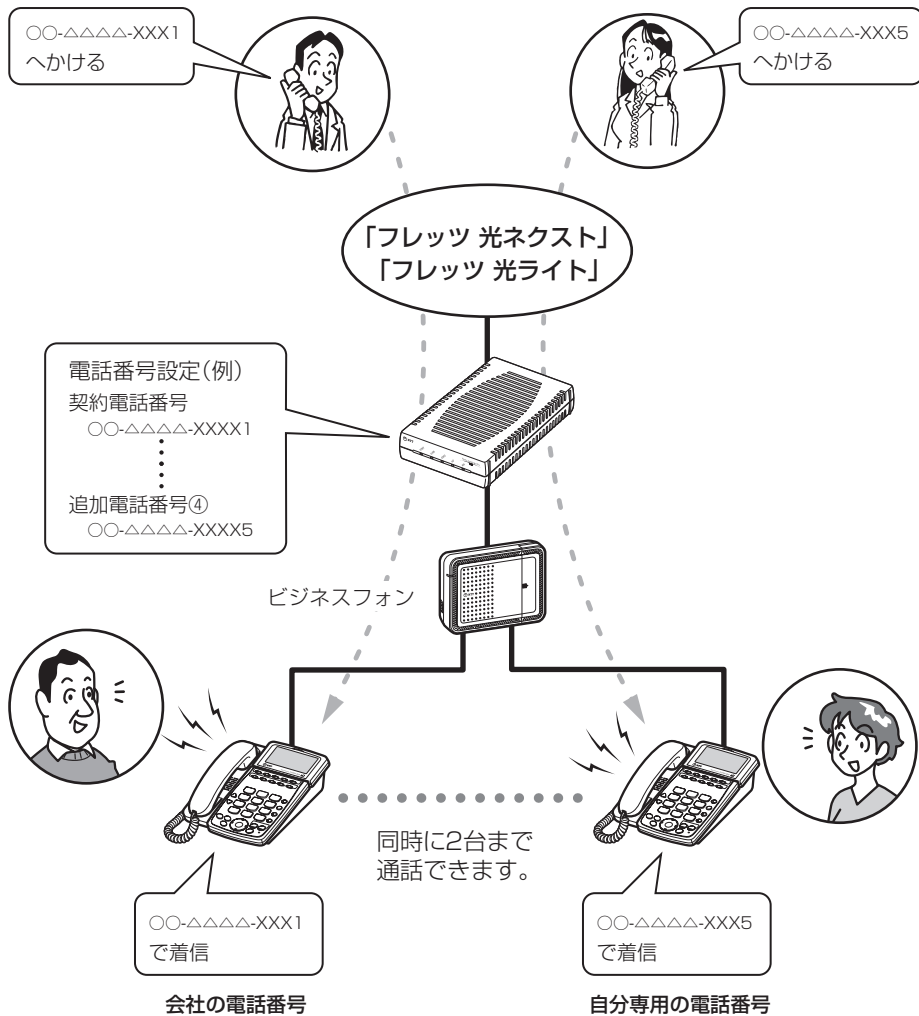 ○○-△△△△-XXX1
へかける
○○-△△△△-XXX5
へかける
「フレッツ 光ネクスト」
「フレッツ 光ライト」
電話番号設定(例)
契約電話番号
○○-△△△△-XXXX1
追加電話番号④
○○-△△△△-XXXX5
ビジネスフォン
同時に2台まで
通話できます。
○○-△△△△-XXX1
で着信
○○-△△△△-XXX5
で着信
会社の電話番号
自分専用の電話番号